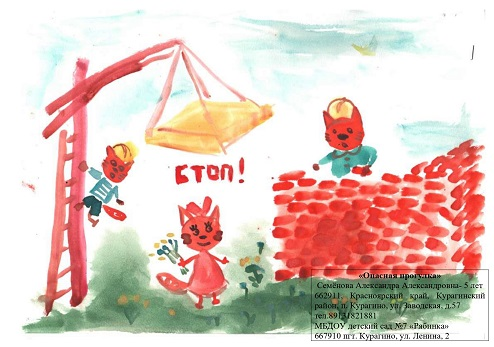 СТОП!
«Опасная прогулка»
Семёнова Александра Александровна- 5 лет
662911, Красноярский край, Курагинский
район, п. Курагино, ул. Заводская, д.57
тел.89131821881
МБДОУ детский сад №7 «Рябинка»
667910 пгт. Курагино, ул. Ленина, 2